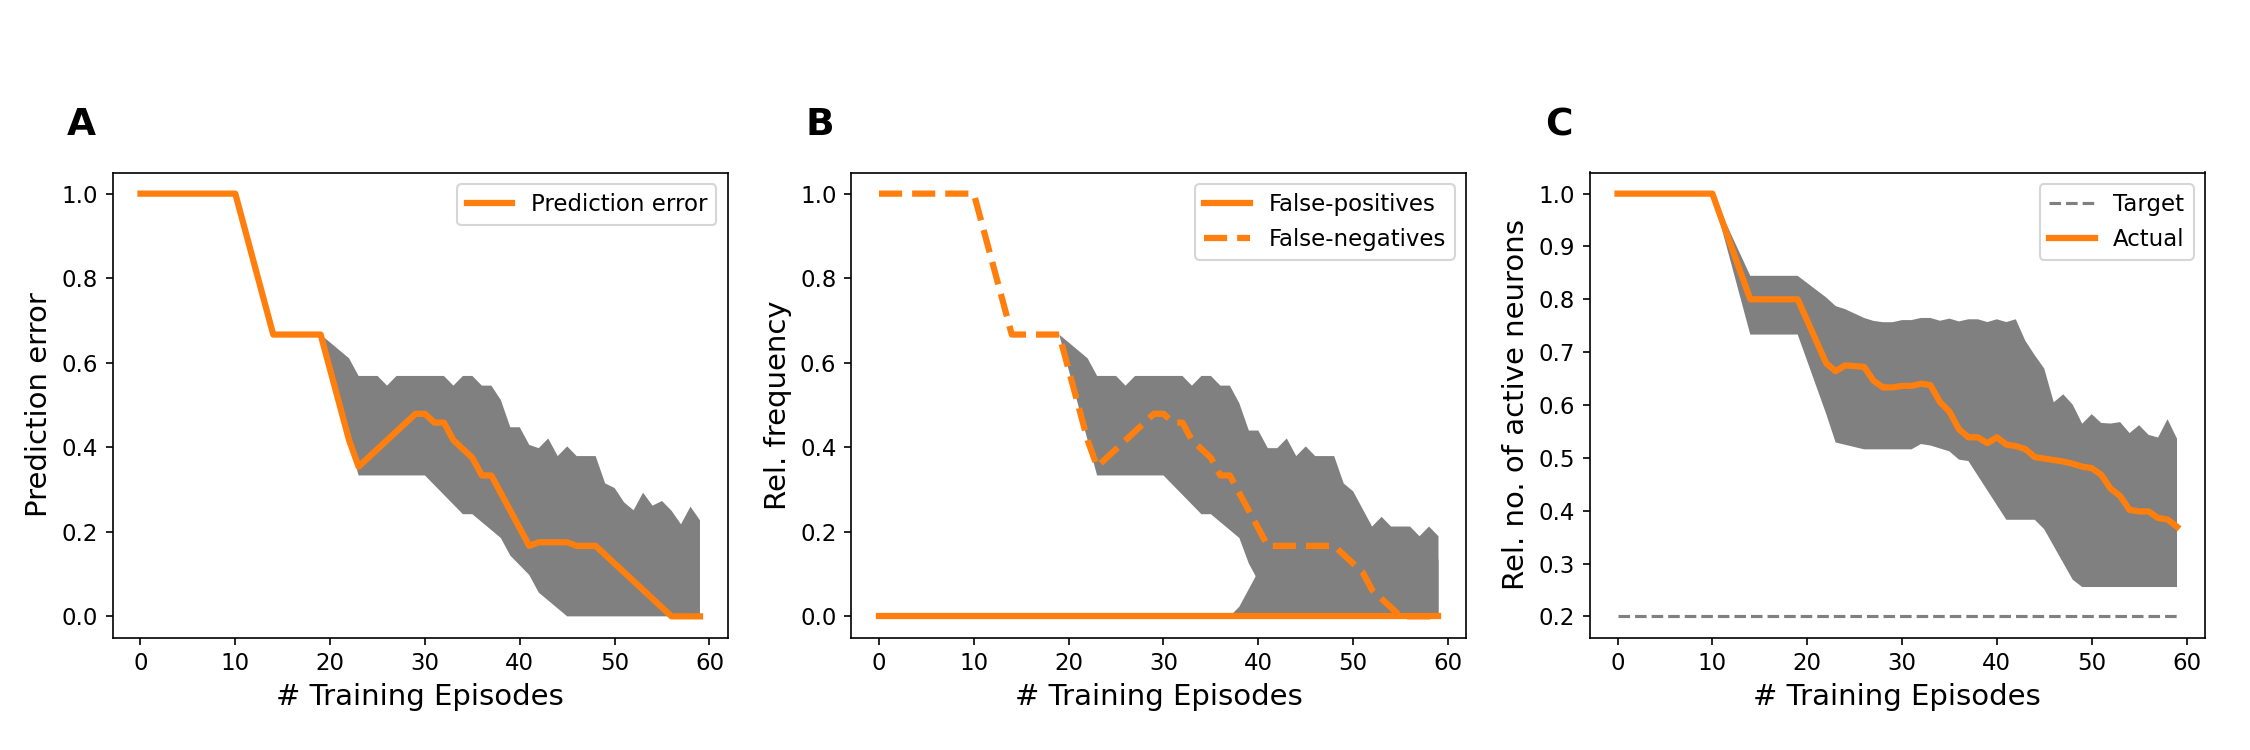 A
B
C
Prediction error
1.0
0.8
0.6
0.4
0.2
0.0
0 10 20 30 40 50 60
# Training Episodes
Prediction error
Rel. frequency
1.0
0.8
0.6
0.4
0.2
0.0
0 10 20 30 40 50 60
# Training Episodes
False-positives
False-negatives
Rel. no. of active neurons
1.0
0.9
0.8
0.7
0.6
0.5
0.4
0.3
0.2
0 10 20 30 40 50 60
# Training Episodes
Target
Actual